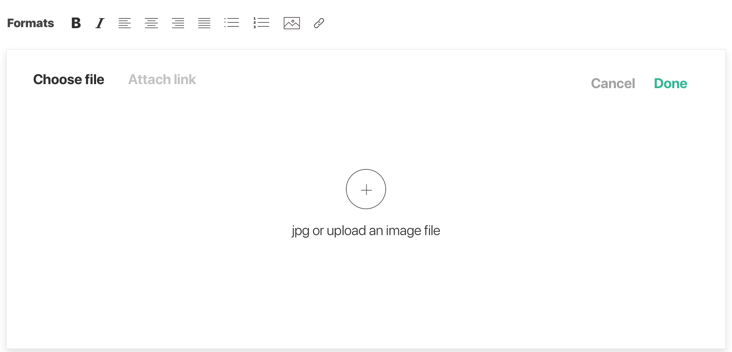 Formats B I
Choose file Attach link Cancel Done
jpg or upload an image file